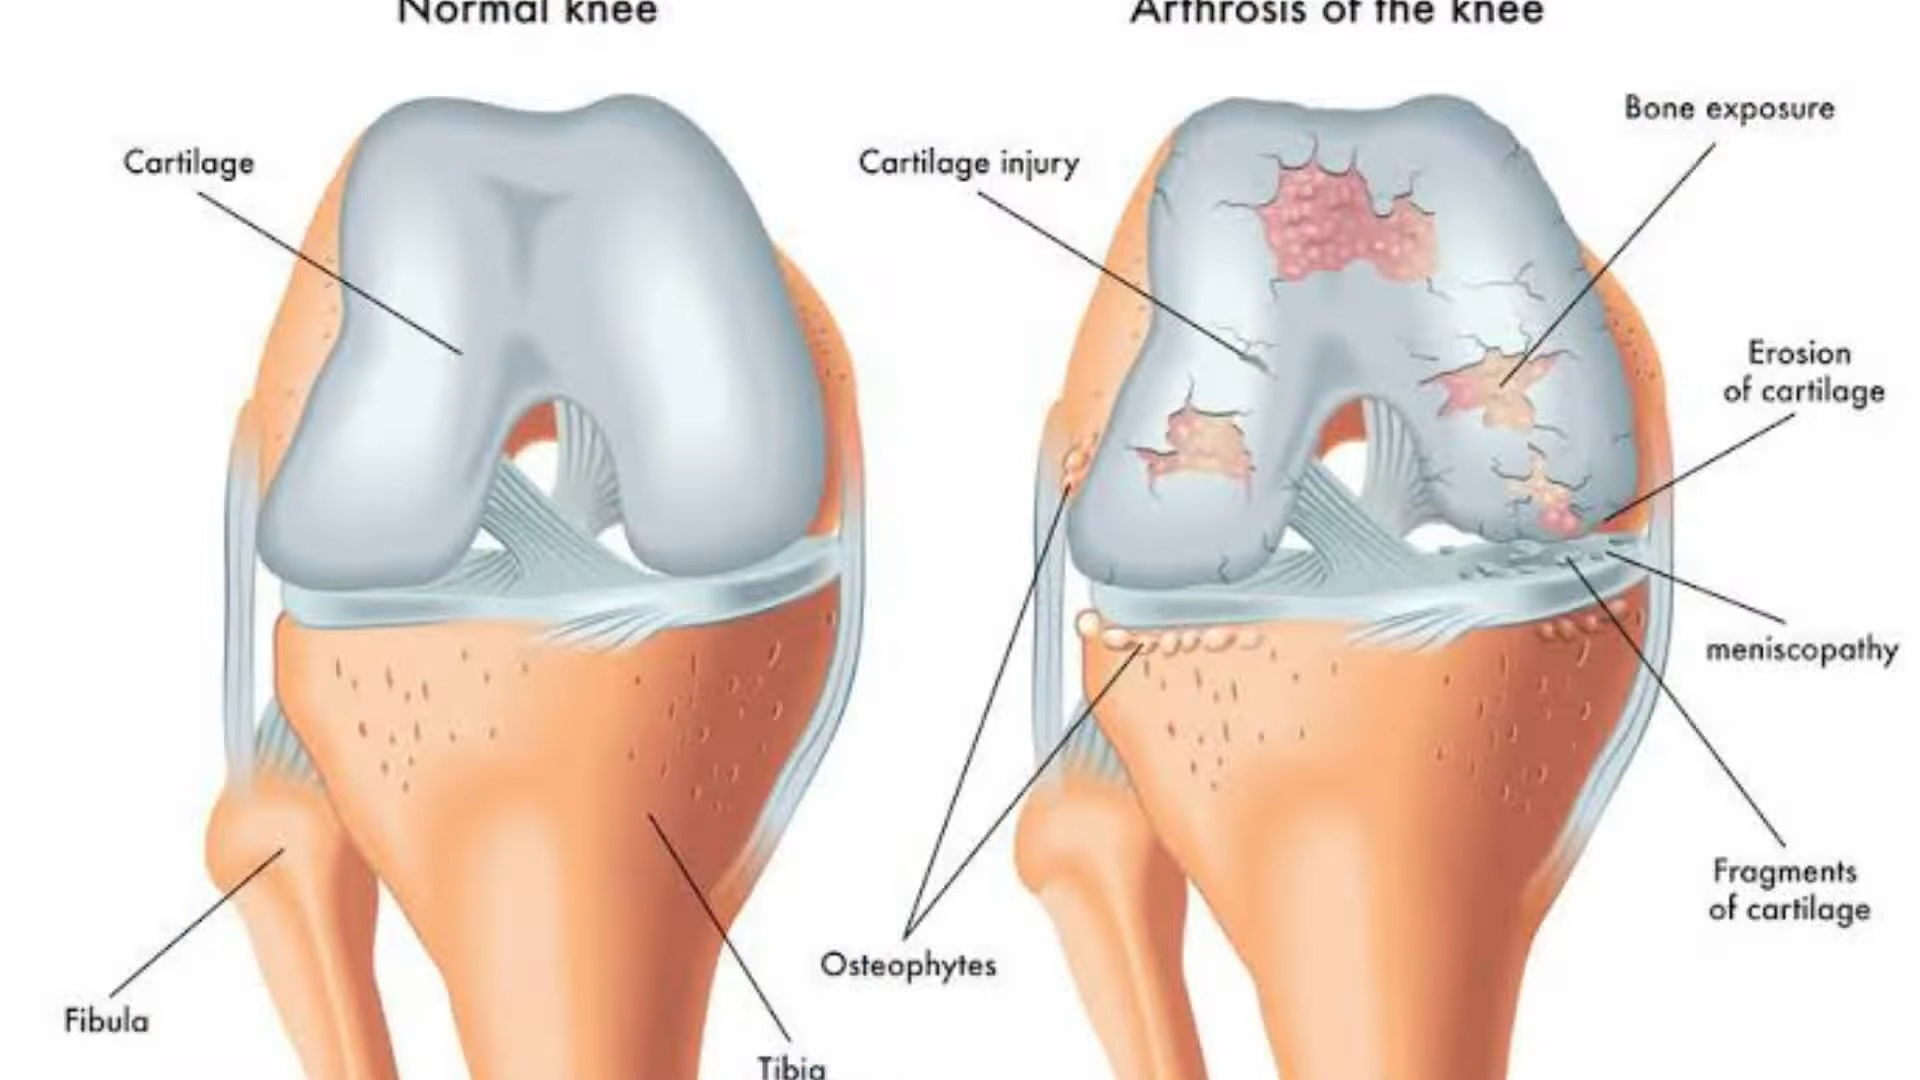 Normal knee
Arthrosis of the knee
Bone exposure
Cartilage
Cartilage injury
Erosion
of cartilage
meniscopathy
Fragments
of cartilage
Osteophytes
Fibula
Tibia